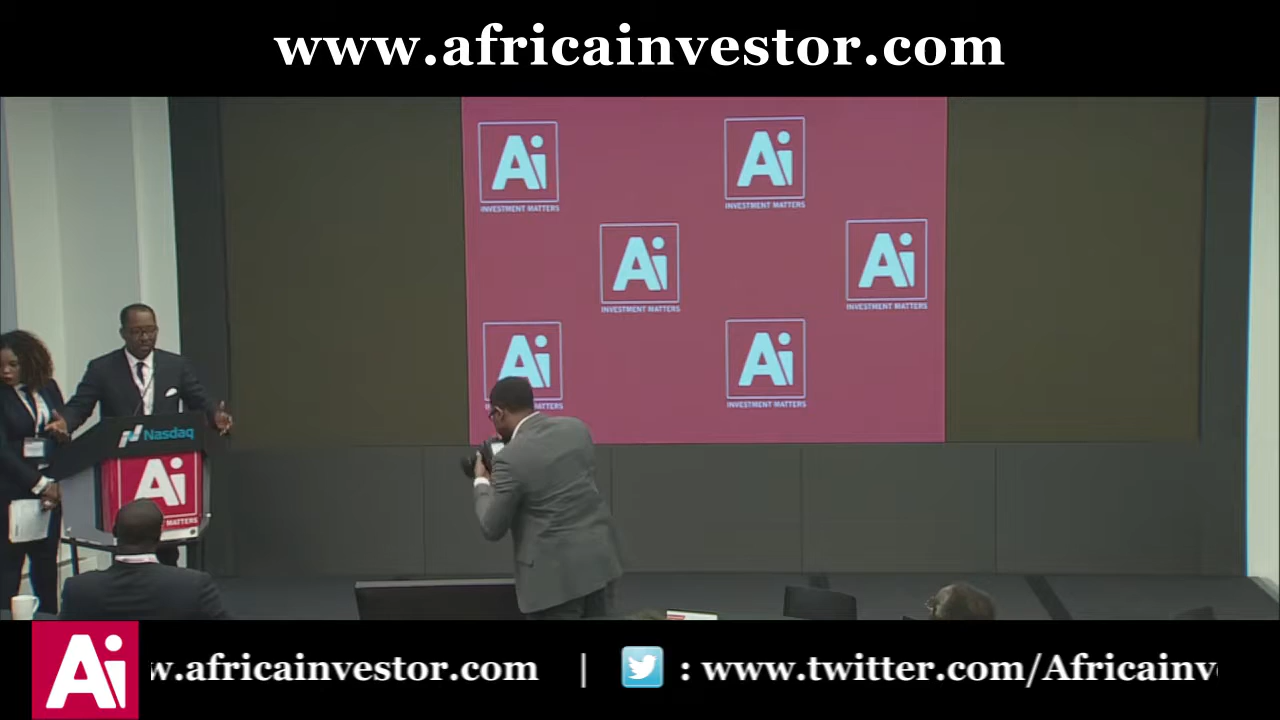 www.africainvestor.com
Ai
INVESTMENT MATTERS
Ai
INVESTMENT MATTERS
Ai
INVESTMENT MATTERS
Ai
INVESTMENT MATTERS
Ai
Ai
INVESTMENT MATTERS
Nasdaq
Ai
MATTERS
Ai
w.africainvestor.com | : www.twitter.com/Africainv